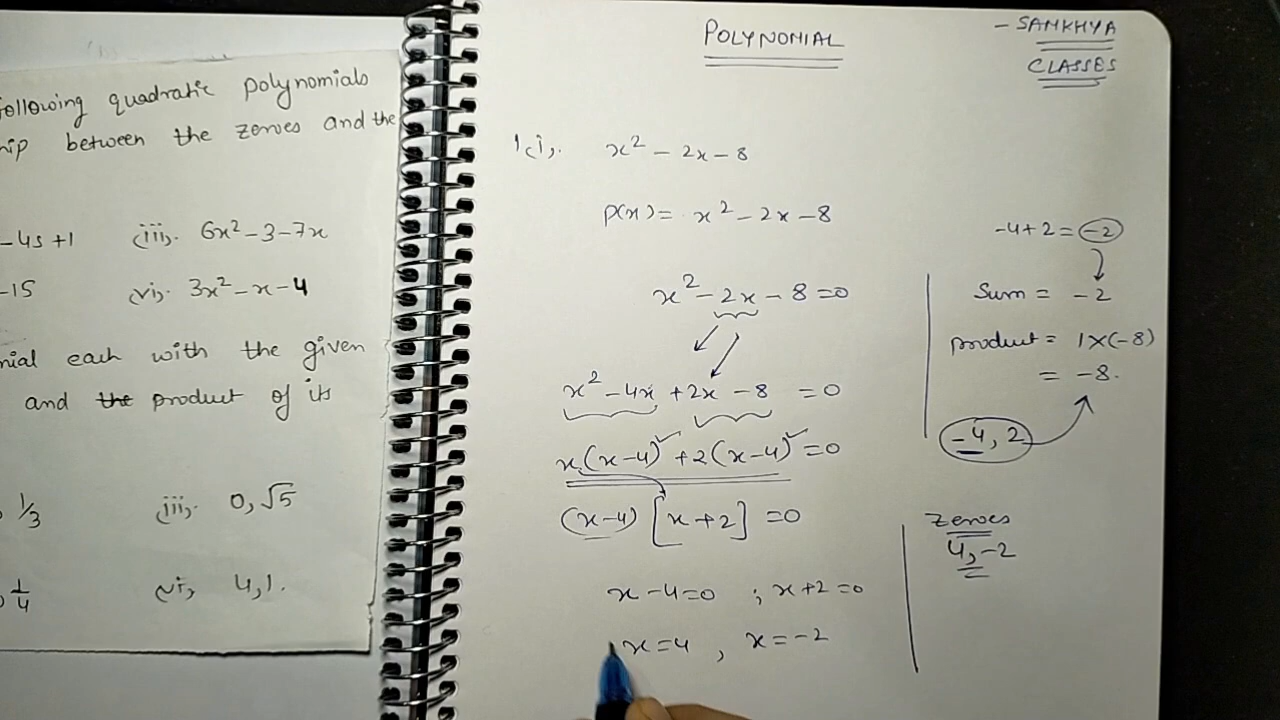 following quadratic polynomials
hip between the zeroes and the
-4s+1 (iii). 6x²-3-7x
-15 (vi). 3x²-x-4
nial each with the given
and the product of its
1/3 (iii). 0,√5
1/4 (vi), 4,1.
POLYNOMIAL
- SAMKHYA
CLASSES
1(i). x² - 2x - 8
p(x) = x² - 2x - 8
x² - 2x - 8 = 0
x² - 4x + 2x - 8 = 0
x(x-4) + 2(x-4) = 0
(x-4) [x+2] = 0
x - 4 = 0 ; x + 2 = 0
x = 4 , x = -2
-4+2 = -2
Sum = -2
product = 1×(-8)
= -8.
-4, 2
Zeroes
4, -2